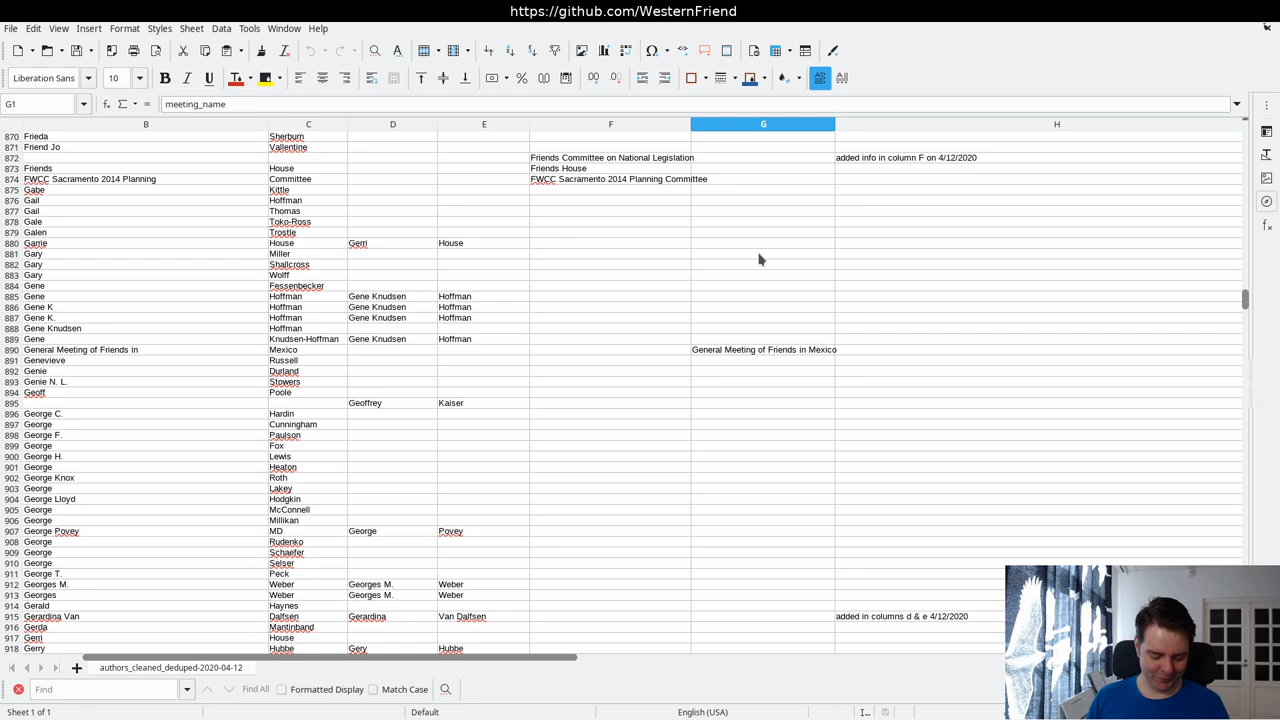 https://github.com/WesternFriend
File Edit View Insert Format Styles Sheet Data Tools Window Help
Liberation Sans 10
G1 meeting_name
B C D E F G H
870 Frieda Sherburn
871 Friend Jo Vallentine
872 Friends Committee on National Legislation added info in column F on 4/12/2020
873 Friends House Friends House
874 FWCC Sacramento 2014 Planning Committee FWCC Sacramento 2014 Planning Committee
875 Gabe Kittle
876 Gail Hoffman
877 Gail Thomas
878 Gale Toko-Ross
879 Galen Trostle
880 Garrie House Gerri House
881 Gary Miller
882 Gary Shallcross
883 Gary Wolff
884 Gene Fessenbecker
885 Gene Hoffman Gene Knudsen Hoffman
886 Gene K Hoffman Gene Knudsen Hoffman
887 Gene K. Hoffman Gene Knudsen Hoffman
888 Gene Knudsen Hoffman
889 Gene Knudsen-Hoffman Gene Knudsen Hoffman
890 General Meeting of Friends in Mexico General Meeting of Friends in Mexico
891 Genevieve Russell
892 Genie Durland
893 Genie N. L. Stowers
894 Geoff Poole
895 Geoffrey Kaiser
896 George C. Hardin
897 George Cunningham
898 George F. Paulson
899 George Fox
900 George H. Lewis
901 George Heaton
902 George Knox Roth
903 George Lakey
904 George Lloyd Hodgkin
905 George McConnell
906 George Millikan
907 George Povey MD George Povey
908 George Rudenko
909 George Schaefer
910 George Selser
911 George T. Peck
912 Georges M. Weber Georges M. Weber
913 Georges Weber Georges M. Weber
914 Gerald Haynes
915 Gerardina Van Dalfsen Gerardina Van Dalfsen added in columns d & e 4/12/2020
916 Gerda Mantinband
917 Gerri House
918 Gerry Hubbe Gery Hubbe
authors_cleaned_deduped-2020-04-12
Find Find All Formatted Display Match Case
Sheet 1 of 1 Default English (USA)